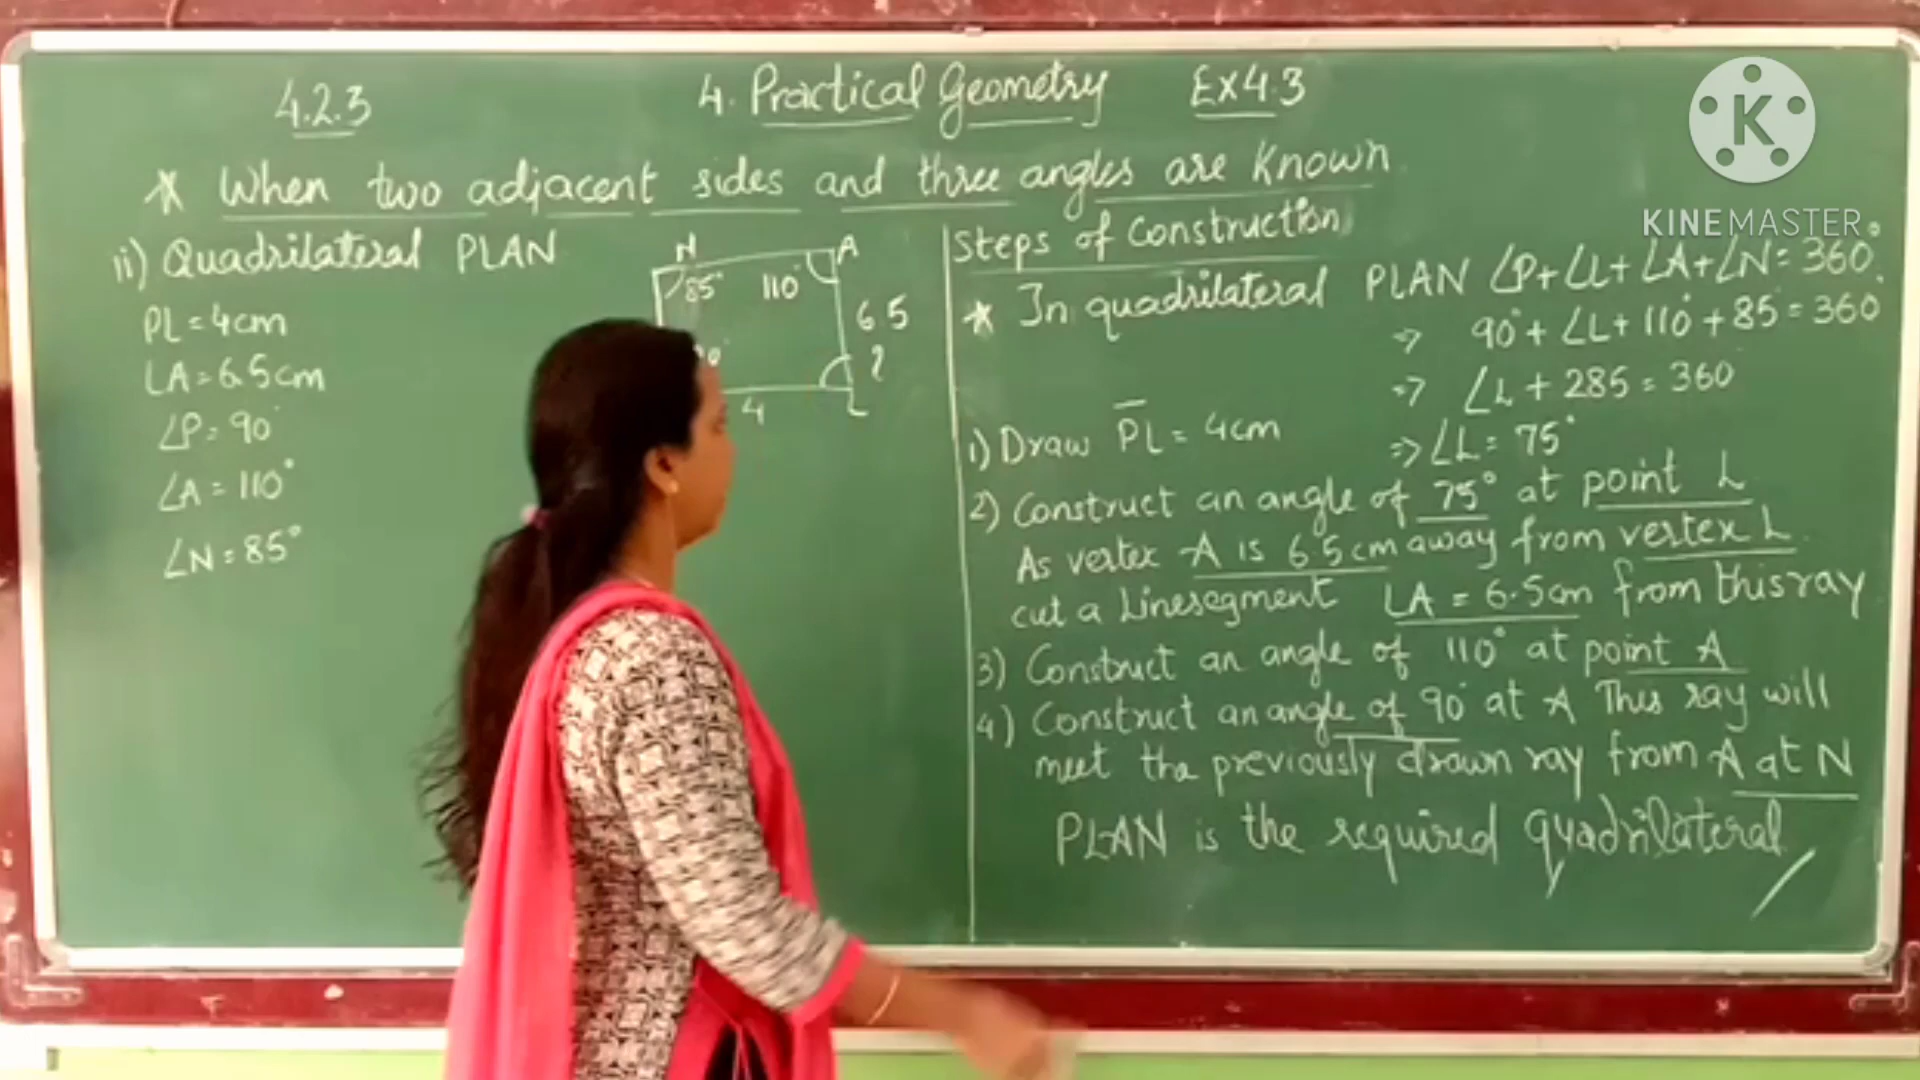 4.2.3
4. Practical Geometry Ex4.3
* When two adjacent sides and three angles are known
ii) Quadrilateral PLAN
PL = 4cm
LA = 6.5cm
∠P = 90°
∠A = 110°
∠N = 85°
N A
85° 110°
6.5
?
4 L
Steps of construction
* In quadrilateral PLAN ∠P+∠L+∠A+∠N = 360°
⇒ 90°+∠L+110°+85 = 360
⇒ ∠L + 285 = 360
⇒ ∠L = 75°
1) Draw PL = 4cm
2) Construct an angle of 75° at point L
As vertex A is 6.5cm away from vertex L
cut a Linesegment LA = 6.5cm from this ray
3) Construct an angle of 110° at point A
4) Construct an angle of 90° at A This ray will
meet the previously drawn ray from A at N
PLAN is the required quadrilateral
K
KINEMASTER